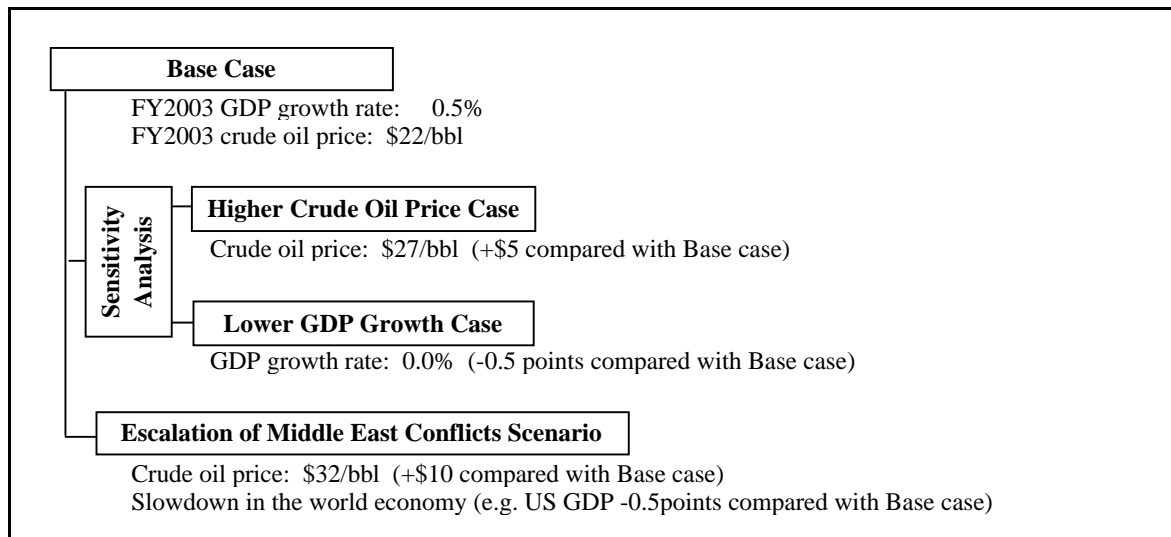 Base Case
FY2003 GDP growth rate: 0.5%
FY2003 crude oil price: $22/bbl
Sensitivity
Analysis
Higher Crude Oil Price Case
Crude oil price: $27/bbl (+$5 compared with Base case)
Lower GDP Growth Case
GDP growth rate: 0.0% (-0.5 points compared with Base case)
Escalation of Middle East Conflicts Scenario
Crude oil price: $32/bbl (+$10 compared with Base case)
Slowdown in the world economy (e.g. US GDP -0.5points compared with Base case)